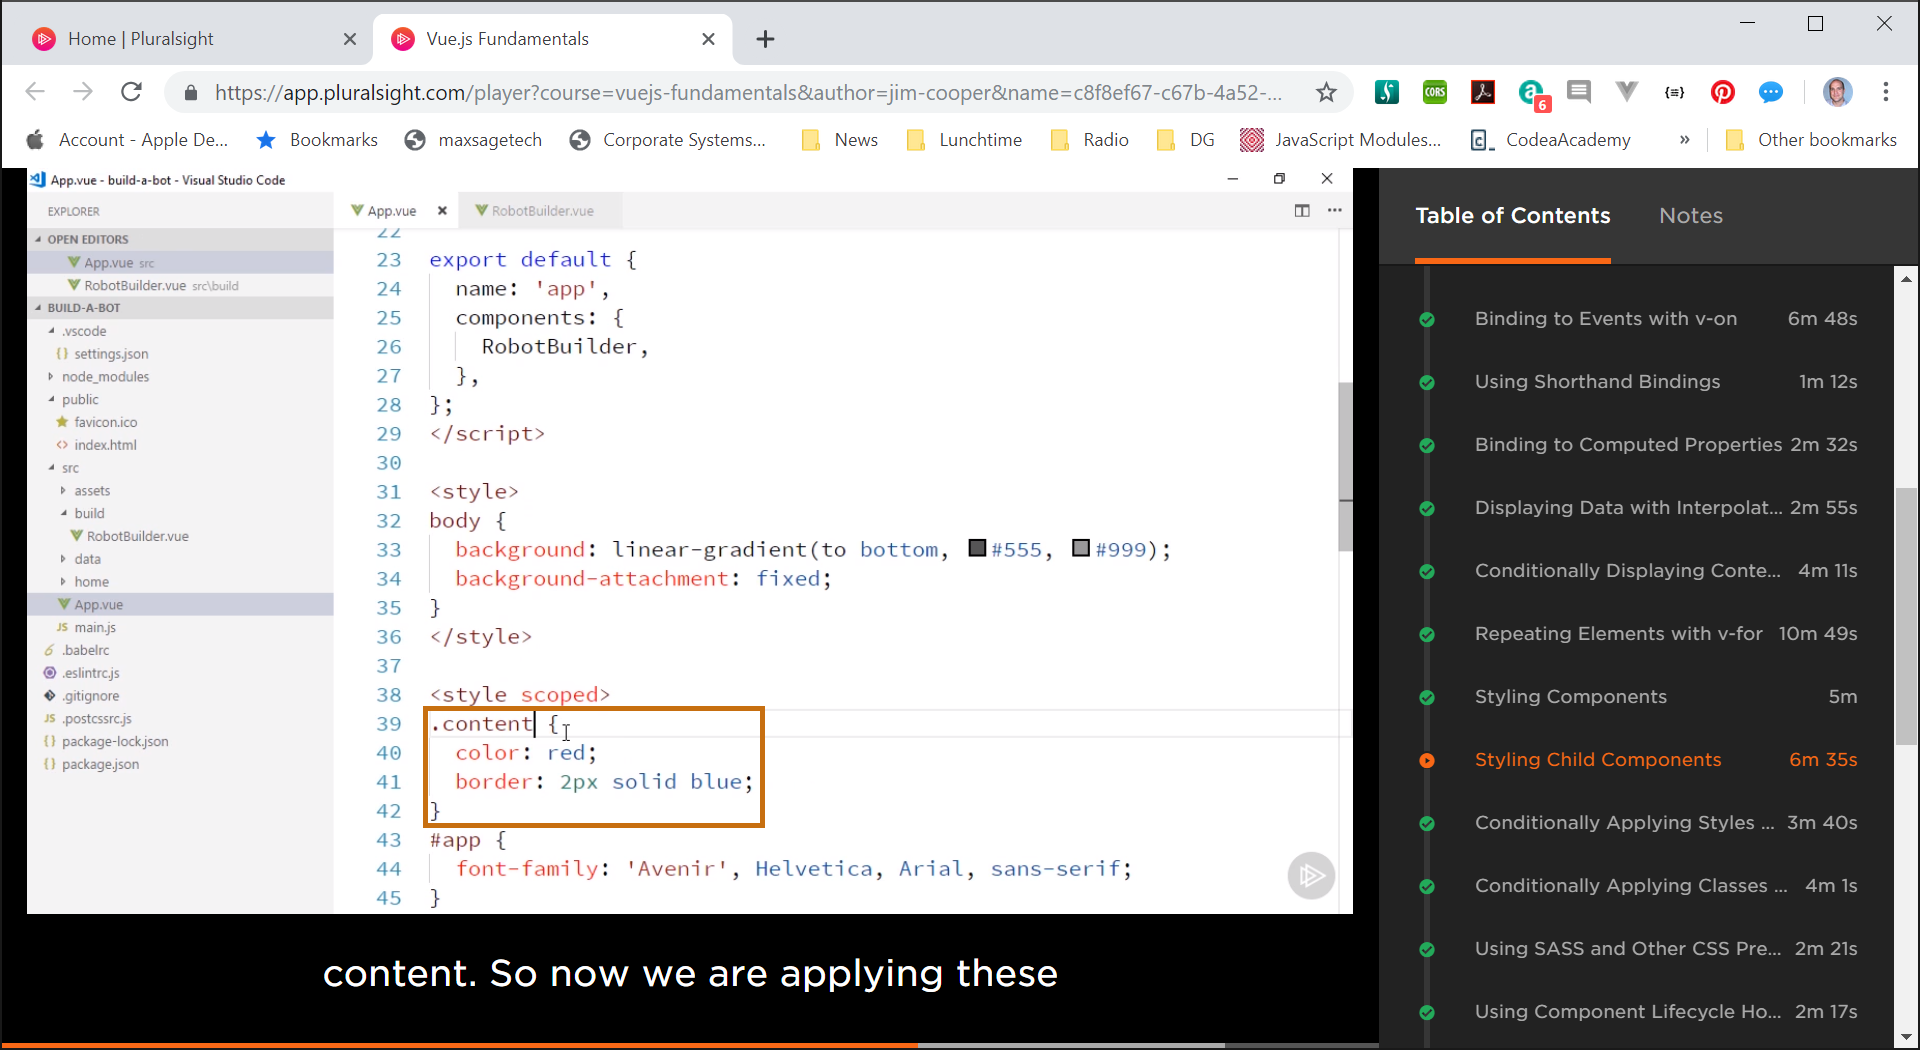 Home | Pluralsight
Vue.js Fundamentals
https://app.pluralsight.com/player?course=vuejs-fundamentals&author=jim-cooper&name=c8f8ef67-c67b-4a52-...
CORS
6
{=}
Account - Apple De...
Bookmarks
maxsagetech
Corporate Systems...
News
Lunchtime
Radio
DG
JavaScript Modules...
CodeaAcademy
»
Other bookmarks
App.vue - build-a-bot - Visual Studio Code
EXPLORER
OPEN EDITORS
App.vue src
RobotBuilder.vue src\build
BUILD-A-BOT
.vscode
{} settings.json
node_modules
public
favicon.ico
<> index.html
src
assets
build
RobotBuilder.vue
data
home
App.vue
JS main.js
6 .babelrc
.eslintrc.js
.gitignore
JS .postcssrc.js
{} package-lock.json
{} package.json
App.vue
RobotBuilder.vue
22
23 export default {
24 name: 'app',
25 components: {
26 RobotBuilder,
27 },
28 };
29 </script>
30
31 <style>
32 body {
33 background: linear-gradient(to bottom, #555, #999);
34 background-attachment: fixed;
35 }
36 </style>
37
38 <style scoped>
39 .content {
40 color: red;
41 border: 2px solid blue;
42 }
43 #app {
44 font-family: 'Avenir', Helvetica, Arial, sans-serif;
45 }
content. So now we are applying these
Table of Contents
Notes
Binding to Events with v-on 6m 48s
Using Shorthand Bindings 1m 12s
Binding to Computed Properties 2m 32s
Displaying Data with Interpolat... 2m 55s
Conditionally Displaying Conte... 4m 11s
Repeating Elements with v-for 10m 49s
Styling Components 5m
Styling Child Components 6m 35s
Conditionally Applying Styles ... 3m 40s
Conditionally Applying Classes ... 4m 1s
Using SASS and Other CSS Pre... 2m 21s
Using Component Lifecycle Ho... 2m 17s